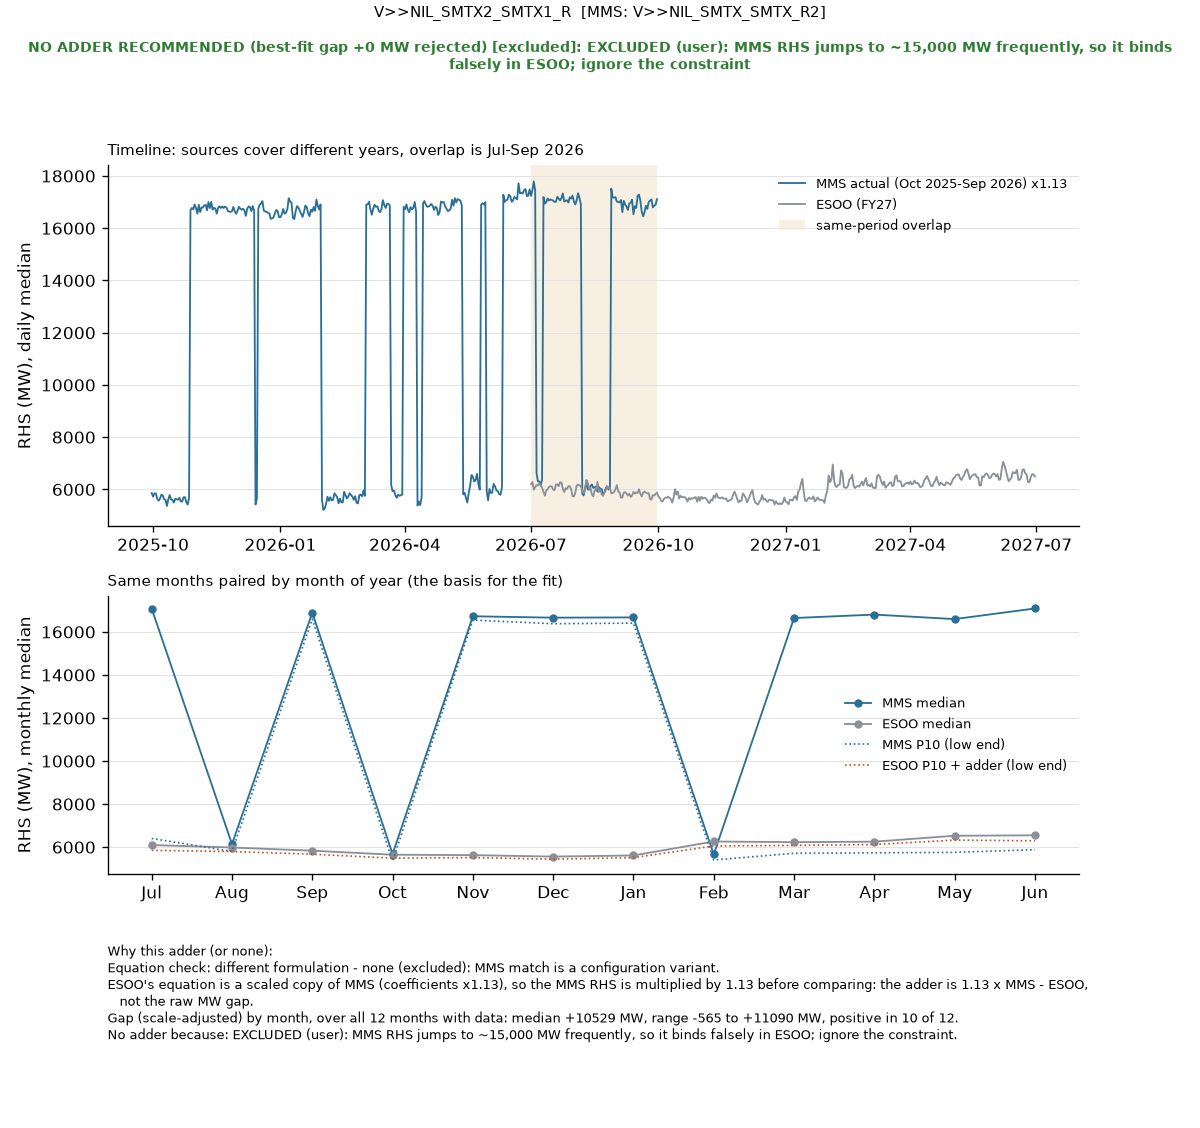 V>>NIL_SMTX2_SMTX1_R  [MMS: V>>NIL_SMTX_SMTX_R2]
NO ADDER RECOMMENDED (best-fit gap +0 MW rejected) [excluded]: EXCLUDED (user): MMS RHS jumps to ~15,000 MW frequently, so it binds
falsely in ESOO; ignore the constraint
Timeline: sources cover different years, overlap is Jul-Sep 2026
RHS (MW), daily median
18000
16000
14000
12000
10000
8000
6000
MMS actual (Oct 2025-Sep 2026) x1.13
ESOO (FY27)
same-period overlap
2025-10
2026-01
2026-04
2026-07
2026-10
2027-01
2027-04
2027-07
Same months paired by month of year (the basis for the fit)
RHS (MW), monthly median
16000
14000
12000
10000
8000
6000
MMS median
ESOO median
MMS P10 (low end)
ESOO P10 + adder (low end)
Jul
Aug
Sep
Oct
Nov
Dec
Jan
Feb
Mar
Apr
May
Jun
Why this adder (or none):
Equation check: different formulation - none (excluded): MMS match is a configuration variant.
ESOO's equation is a scaled copy of MMS (coefficients x1.13), so the MMS RHS is multiplied by 1.13 before comparing: the adder is 1.13 x MMS - ESOO,
not the raw MW gap.
Gap (scale-adjusted) by month, over all 12 months with data: median +10529 MW, range -565 to +11090 MW, positive in 10 of 12.
No adder because: EXCLUDED (user): MMS RHS jumps to ~15,000 MW frequently, so it binds falsely in ESOO; ignore the constraint.